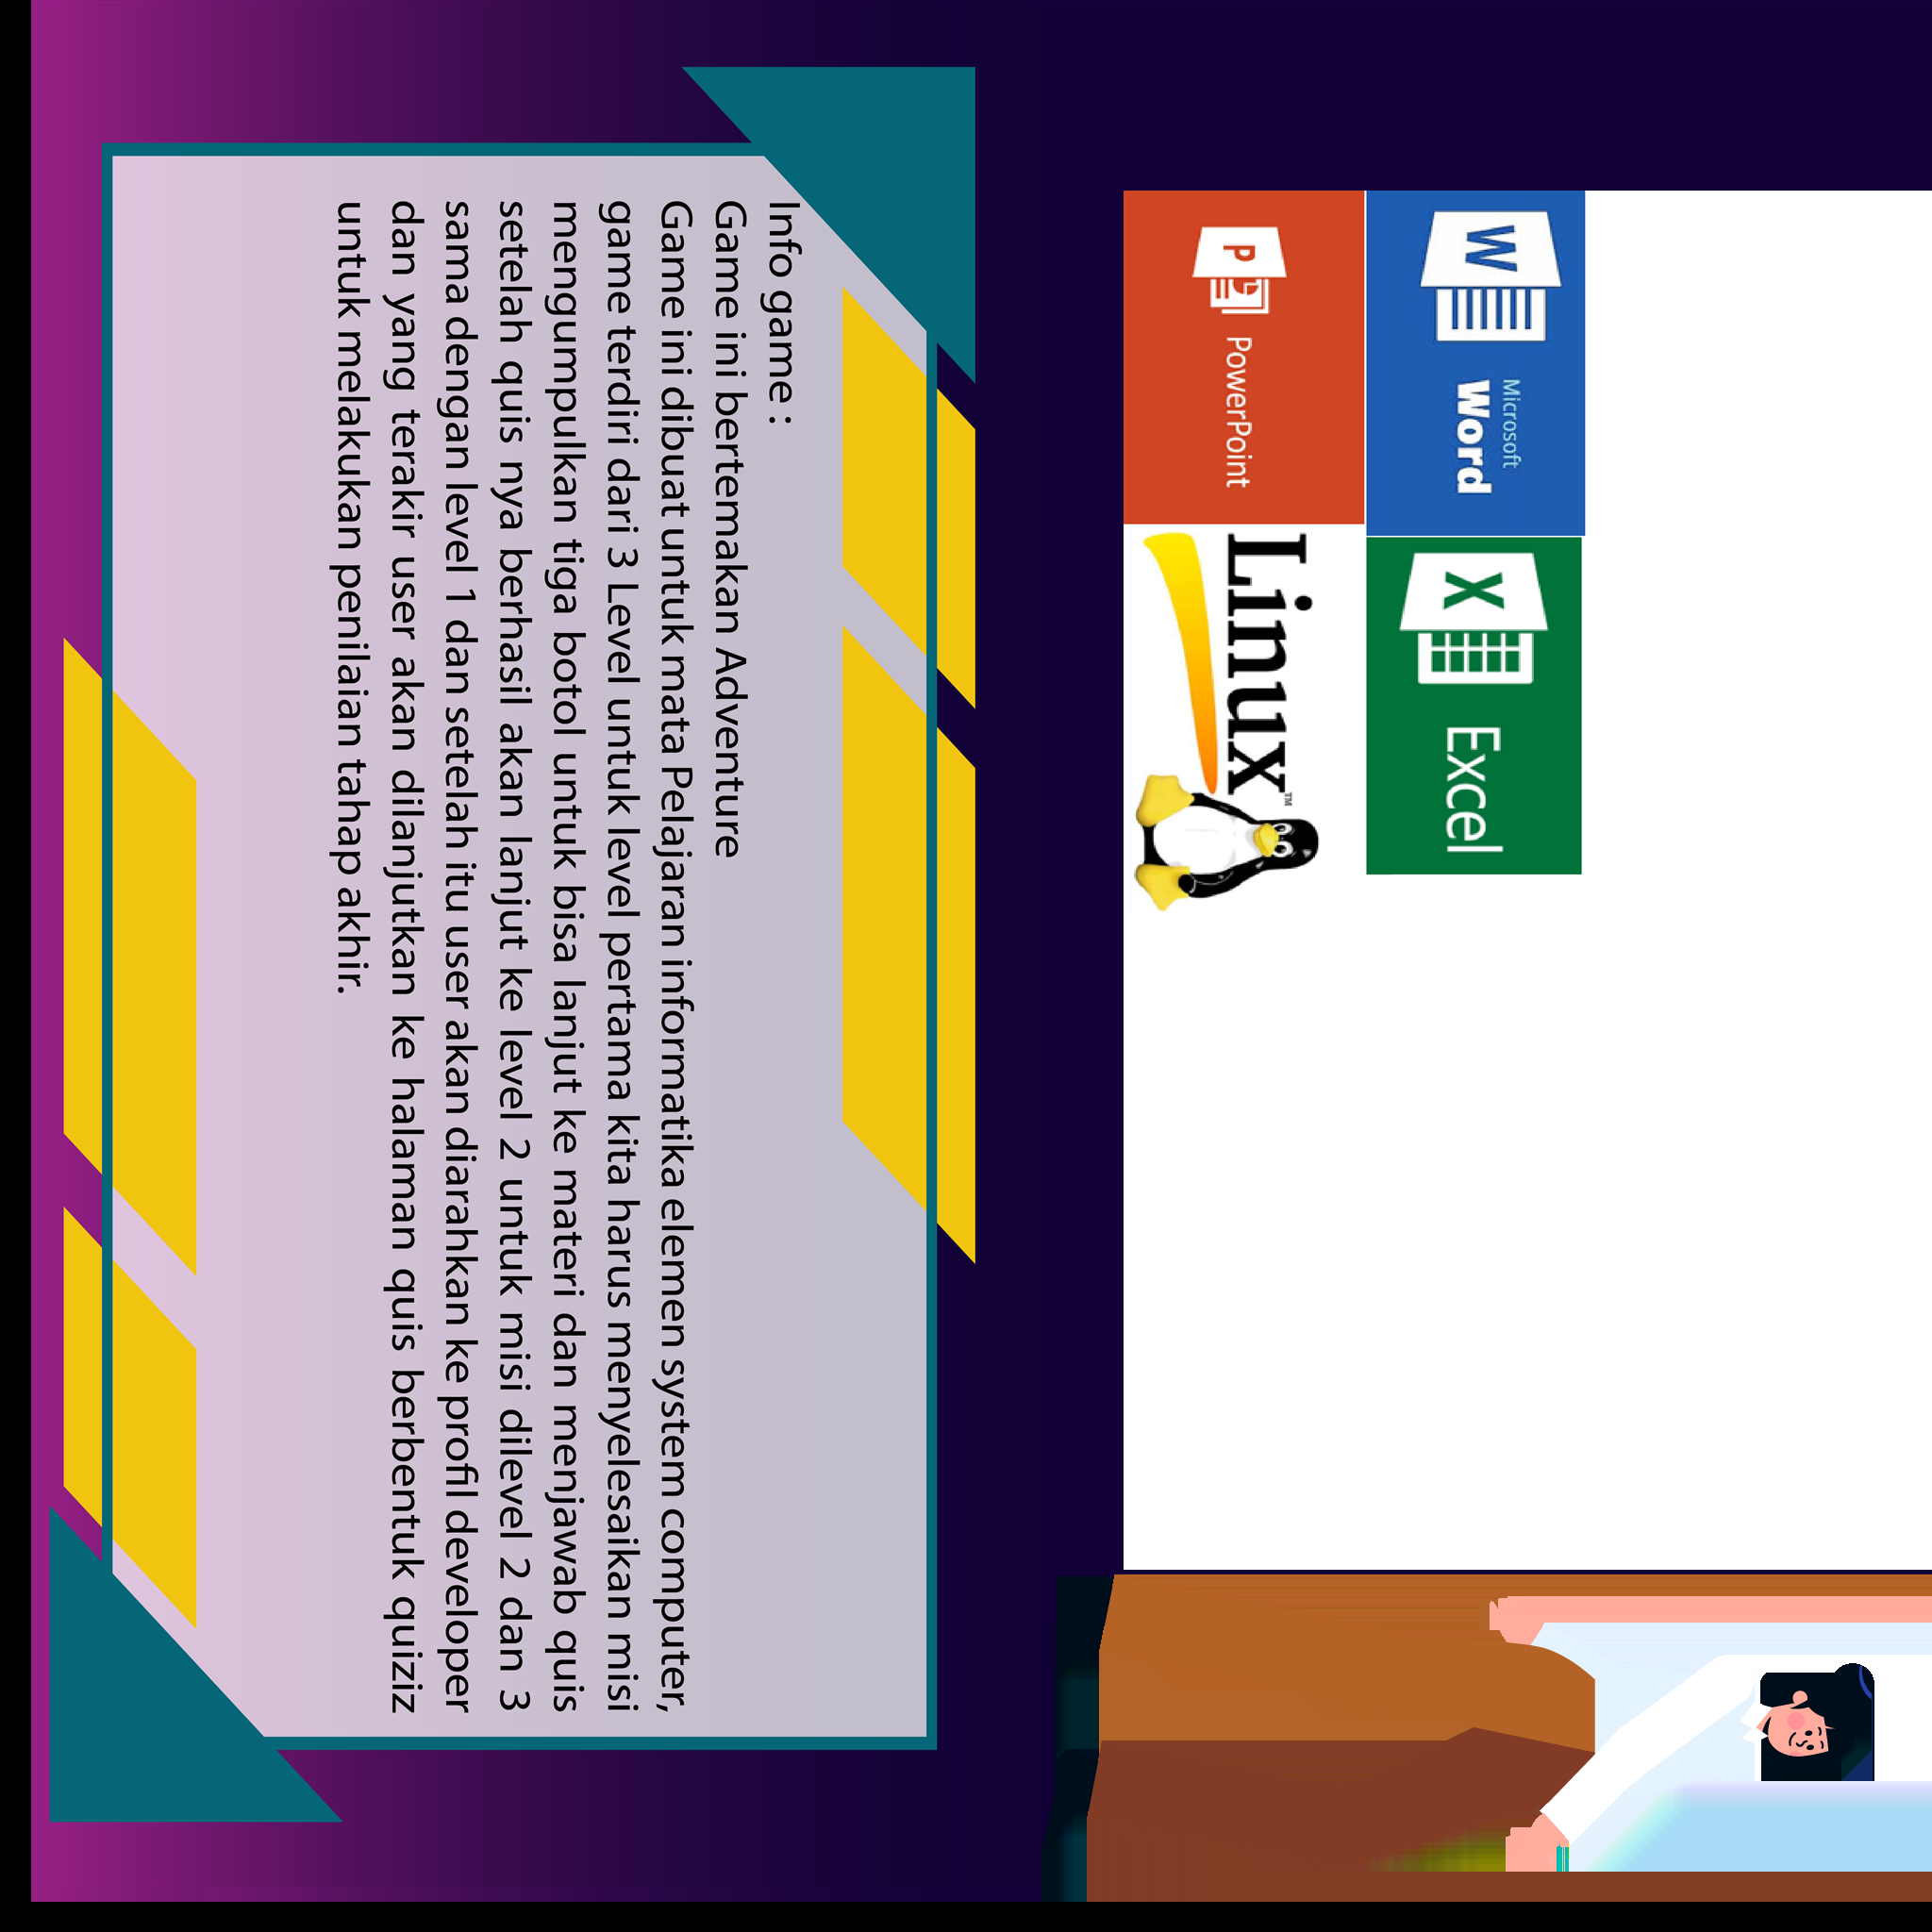 Info game :
Game ini bertemakan Adventure
Game ini dibuat untuk mata Pelajaran informatika elemen system computer,
game terdiri dari 3 Level untuk level pertama kita harus menyelesaikan misi
mengumpulkan tiga botol untuk bisa lanjut ke materi dan menjawab quis
setelah quis nya berhasil akan lanjut ke level 2 untuk misi dilevel 2 dan 3
sama dengan level 1 dan setelah itu user akan diarahkan ke profil developer
dan yang terakir user akan dilanjutkan ke halaman quis berbentuk quiziz
untuk melakukan penilaian tahap akhir.
W Microsoft
Word
X Excel
P PowerPoint
Linux™